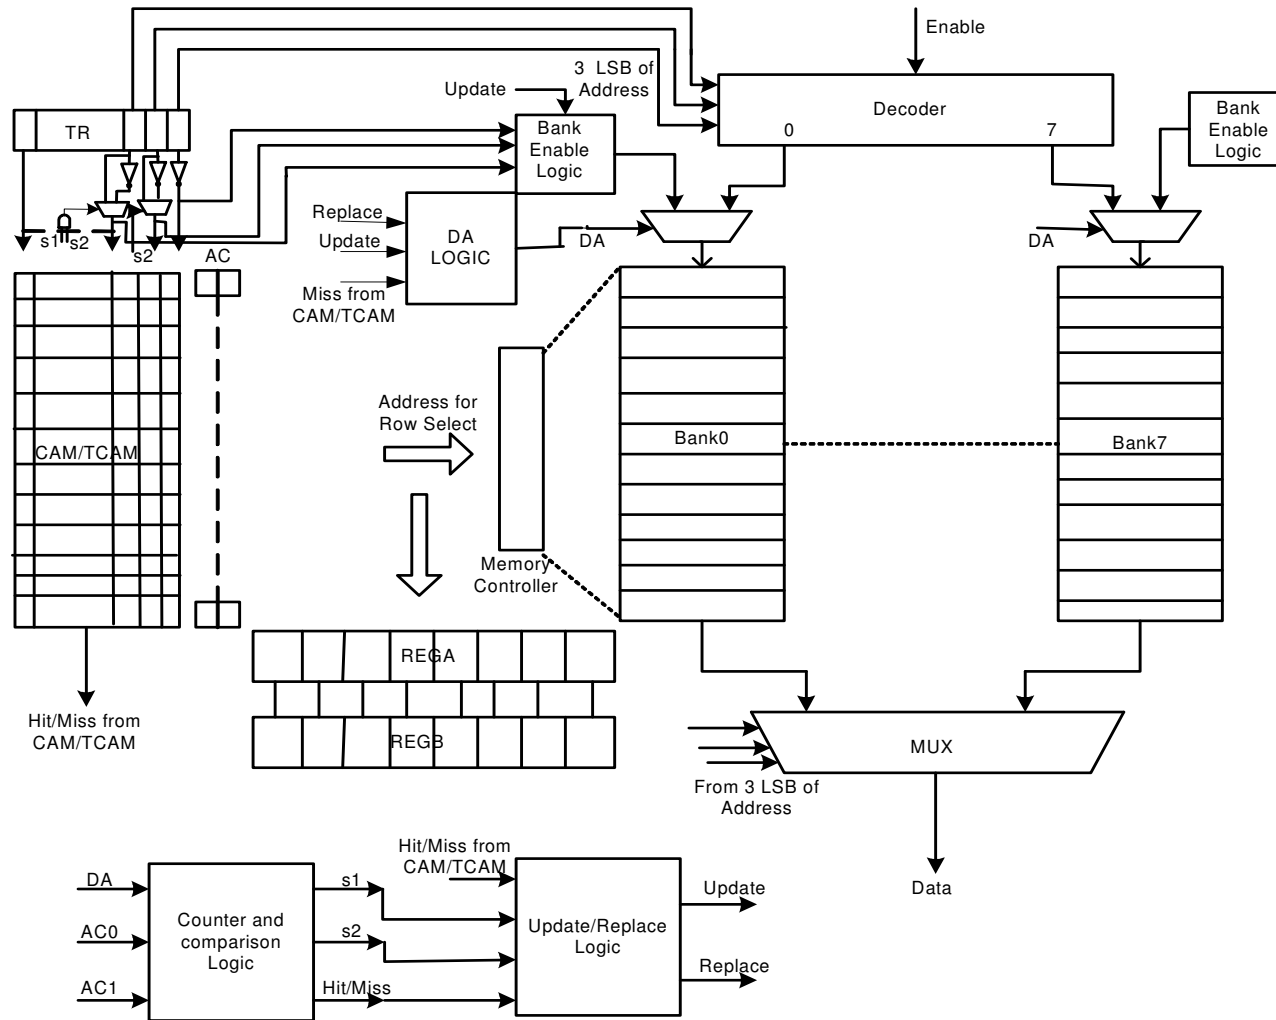 Enable
3 LSB of
Address
Update
Decoder
0
7
Bank
Enable
Logic
TR
Bank
Enable
Logic
Replace
Update
DA
LOGIC
DA
DA
Miss from
CAM/TCAM
s1
s2
s2
AC
Address for
Row Select
CAM/TCAM
Bank0
Bank7
Memory
Controller
REGA
REGB
Hit/Miss from
CAM/TCAM
MUX
From 3 LSB of
Address
Data
DA
AC0
AC1
Counter and
comparison
Logic
s1
s2
Hit/Miss
Hit/Miss from
CAM/TCAM
Update/Replace
Logic
Update
Replace